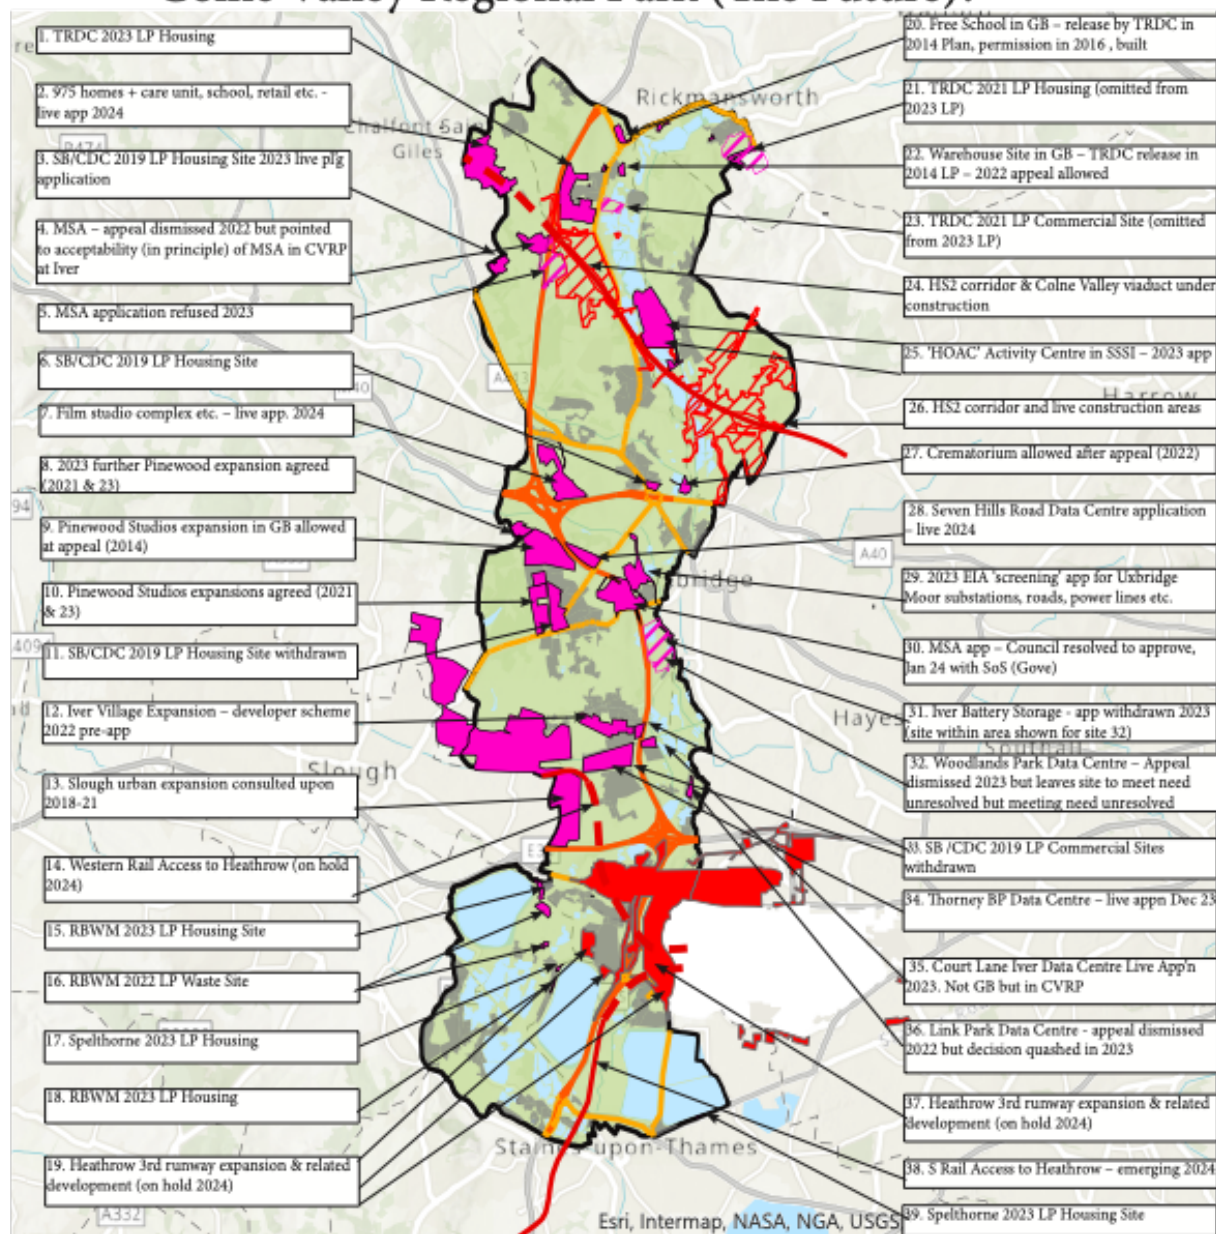 Colne Valley Regional Park (The Future):
1. TRDC 2023 LP Housing
2. 975 homes + care unit, school, retail etc. -
live app 2024
3. SB/CDC 2019 LP Housing Site 2023 live plg
application
4. MSA – appeal dismissed 2022 but pointed
to acceptability (in principle) of MSA in CVRP
at Iver
5. MSA application refused 2023
6. SB/CDC 2019 LP Housing Site
7. Film studio complex etc. – live app. 2024
8. 2023 further Pinewood expansion agreed
(2021 & 23)
9. Pinewood Studios expansion in GB allowed
at appeal (2014)
10. Pinewood Studios expansions agreed (2021
& 23)
11. SB/CDC 2019 LP Housing Site withdrawn
12. Iver Village Expansion – developer scheme
2022 pre-app
13. Slough urban expansion consulted upon
2018-21
14. Western Rail Access to Heathrow (on hold
2024)
15. RBWM 2023 LP Housing Site
16. RBWM 2022 LP Waste Site
17. Spelthorne 2023 LP Housing
18. RBWM 2023 LP Housing
19. Heathrow 3rd runway expansion & related
development (on hold 2024)
20. Free School in GB – release by TRDC in
2014 Plan, permission in 2016 , built
21. TRDC 2021 LP Housing (omitted from
2023 LP)
22. Warehouse Site in GB – TRDC release in
2014 LP – 2022 appeal allowed
23. TRDC 2021 LP Commercial Site (omitted
from 2023 LP)
24. HS2 corridor & Colne Valley viaduct under
construction
25. 'HOAC' Activity Centre in SSSI – 2023 app
26. HS2 corridor and live construction areas
27. Crematorium allowed after appeal (2022)
28. Seven Hills Road Data Centre application
– live 2024
29. 2023 EIA 'screening' app for Uxbridge
Moor substations, roads, power lines etc.
30. MSA app – Council resolved to approve,
Jan 24 with SoS (Gove)
31. Iver Battery Storage - app withdrawn 2023
(site within area shown for site 32)
32. Woodlands Park Data Centre – Appeal
dismissed 2023 but leaves site to meet need
unresolved but meeting need unresolved
33. SB /CDC 2019 LP Commercial Sites
withdrawn
34. Thorney BP Data Centre – live appn Dec 23
35. Court Lane Iver Data Centre Live App'n
2023. Not GB but in CVRP
36. Link Park Data Centre - appeal dismissed
2022 but decision quashed in 2023
37. Heathrow 3rd runway expansion & related
development (on hold 2024)
38. S Rail Access to Heathrow – emerging 2024
39. Spelthorne 2023 LP Housing Site
Rickmansworth
Chalfont Sain
Giles
A413
Harrow
A40
A40
bridge
Hayes
Southall
Slough
Staines-upon-Thames
A332
Esri, Intermap, NASA, NGA, USGS